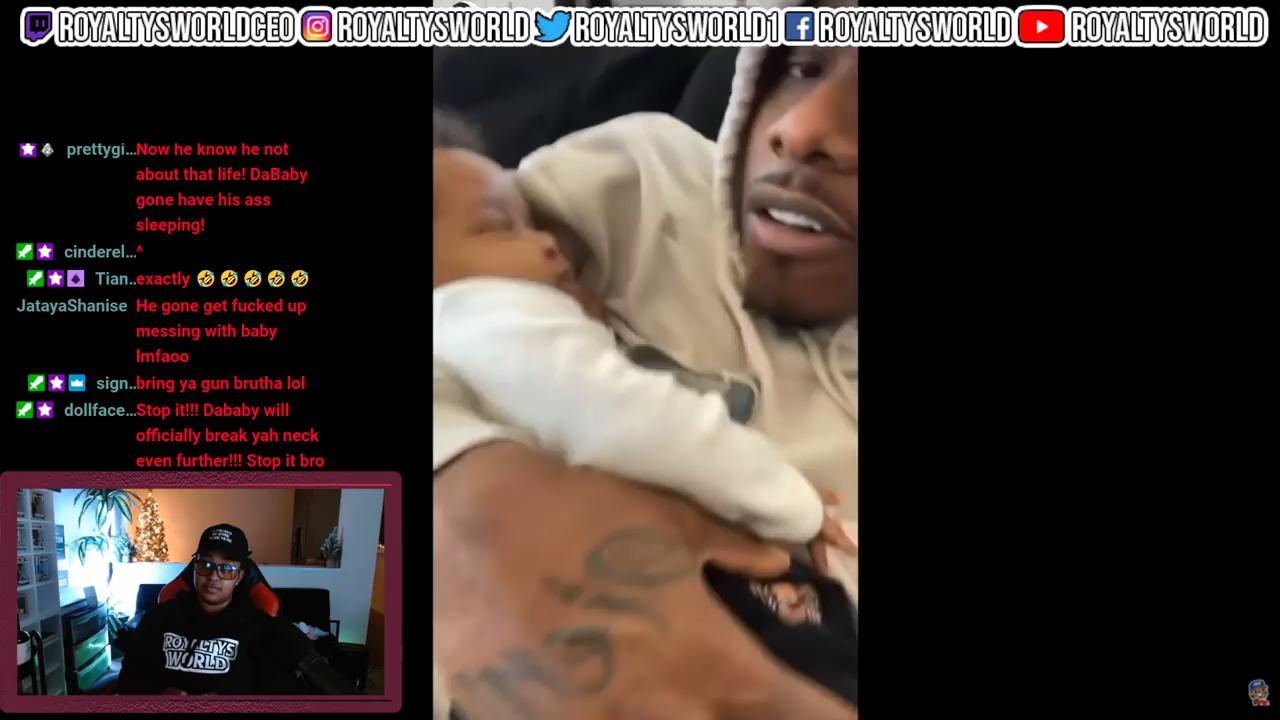 ROYALTYSWORLDCEO ROYALTYSWORLD ROYALTYSWORLD1 ROYALTYSWORLD ROYALTYSWORLD
prettygi... Now he know he not
about that life! DaBaby
gone have his ass
sleeping!
cinderel... ^
Tian.. exactly 🤣 🤣 🤣 🤣 🤣
JatayaShanise He gone get fucked up
messing with baby
lmfaoo
sign.. bring ya gun brutha lol
dollface... Stop it!!! Dababy will
officially break yah neck
even further!!! Stop it bro
ROYALTYS
WORLD